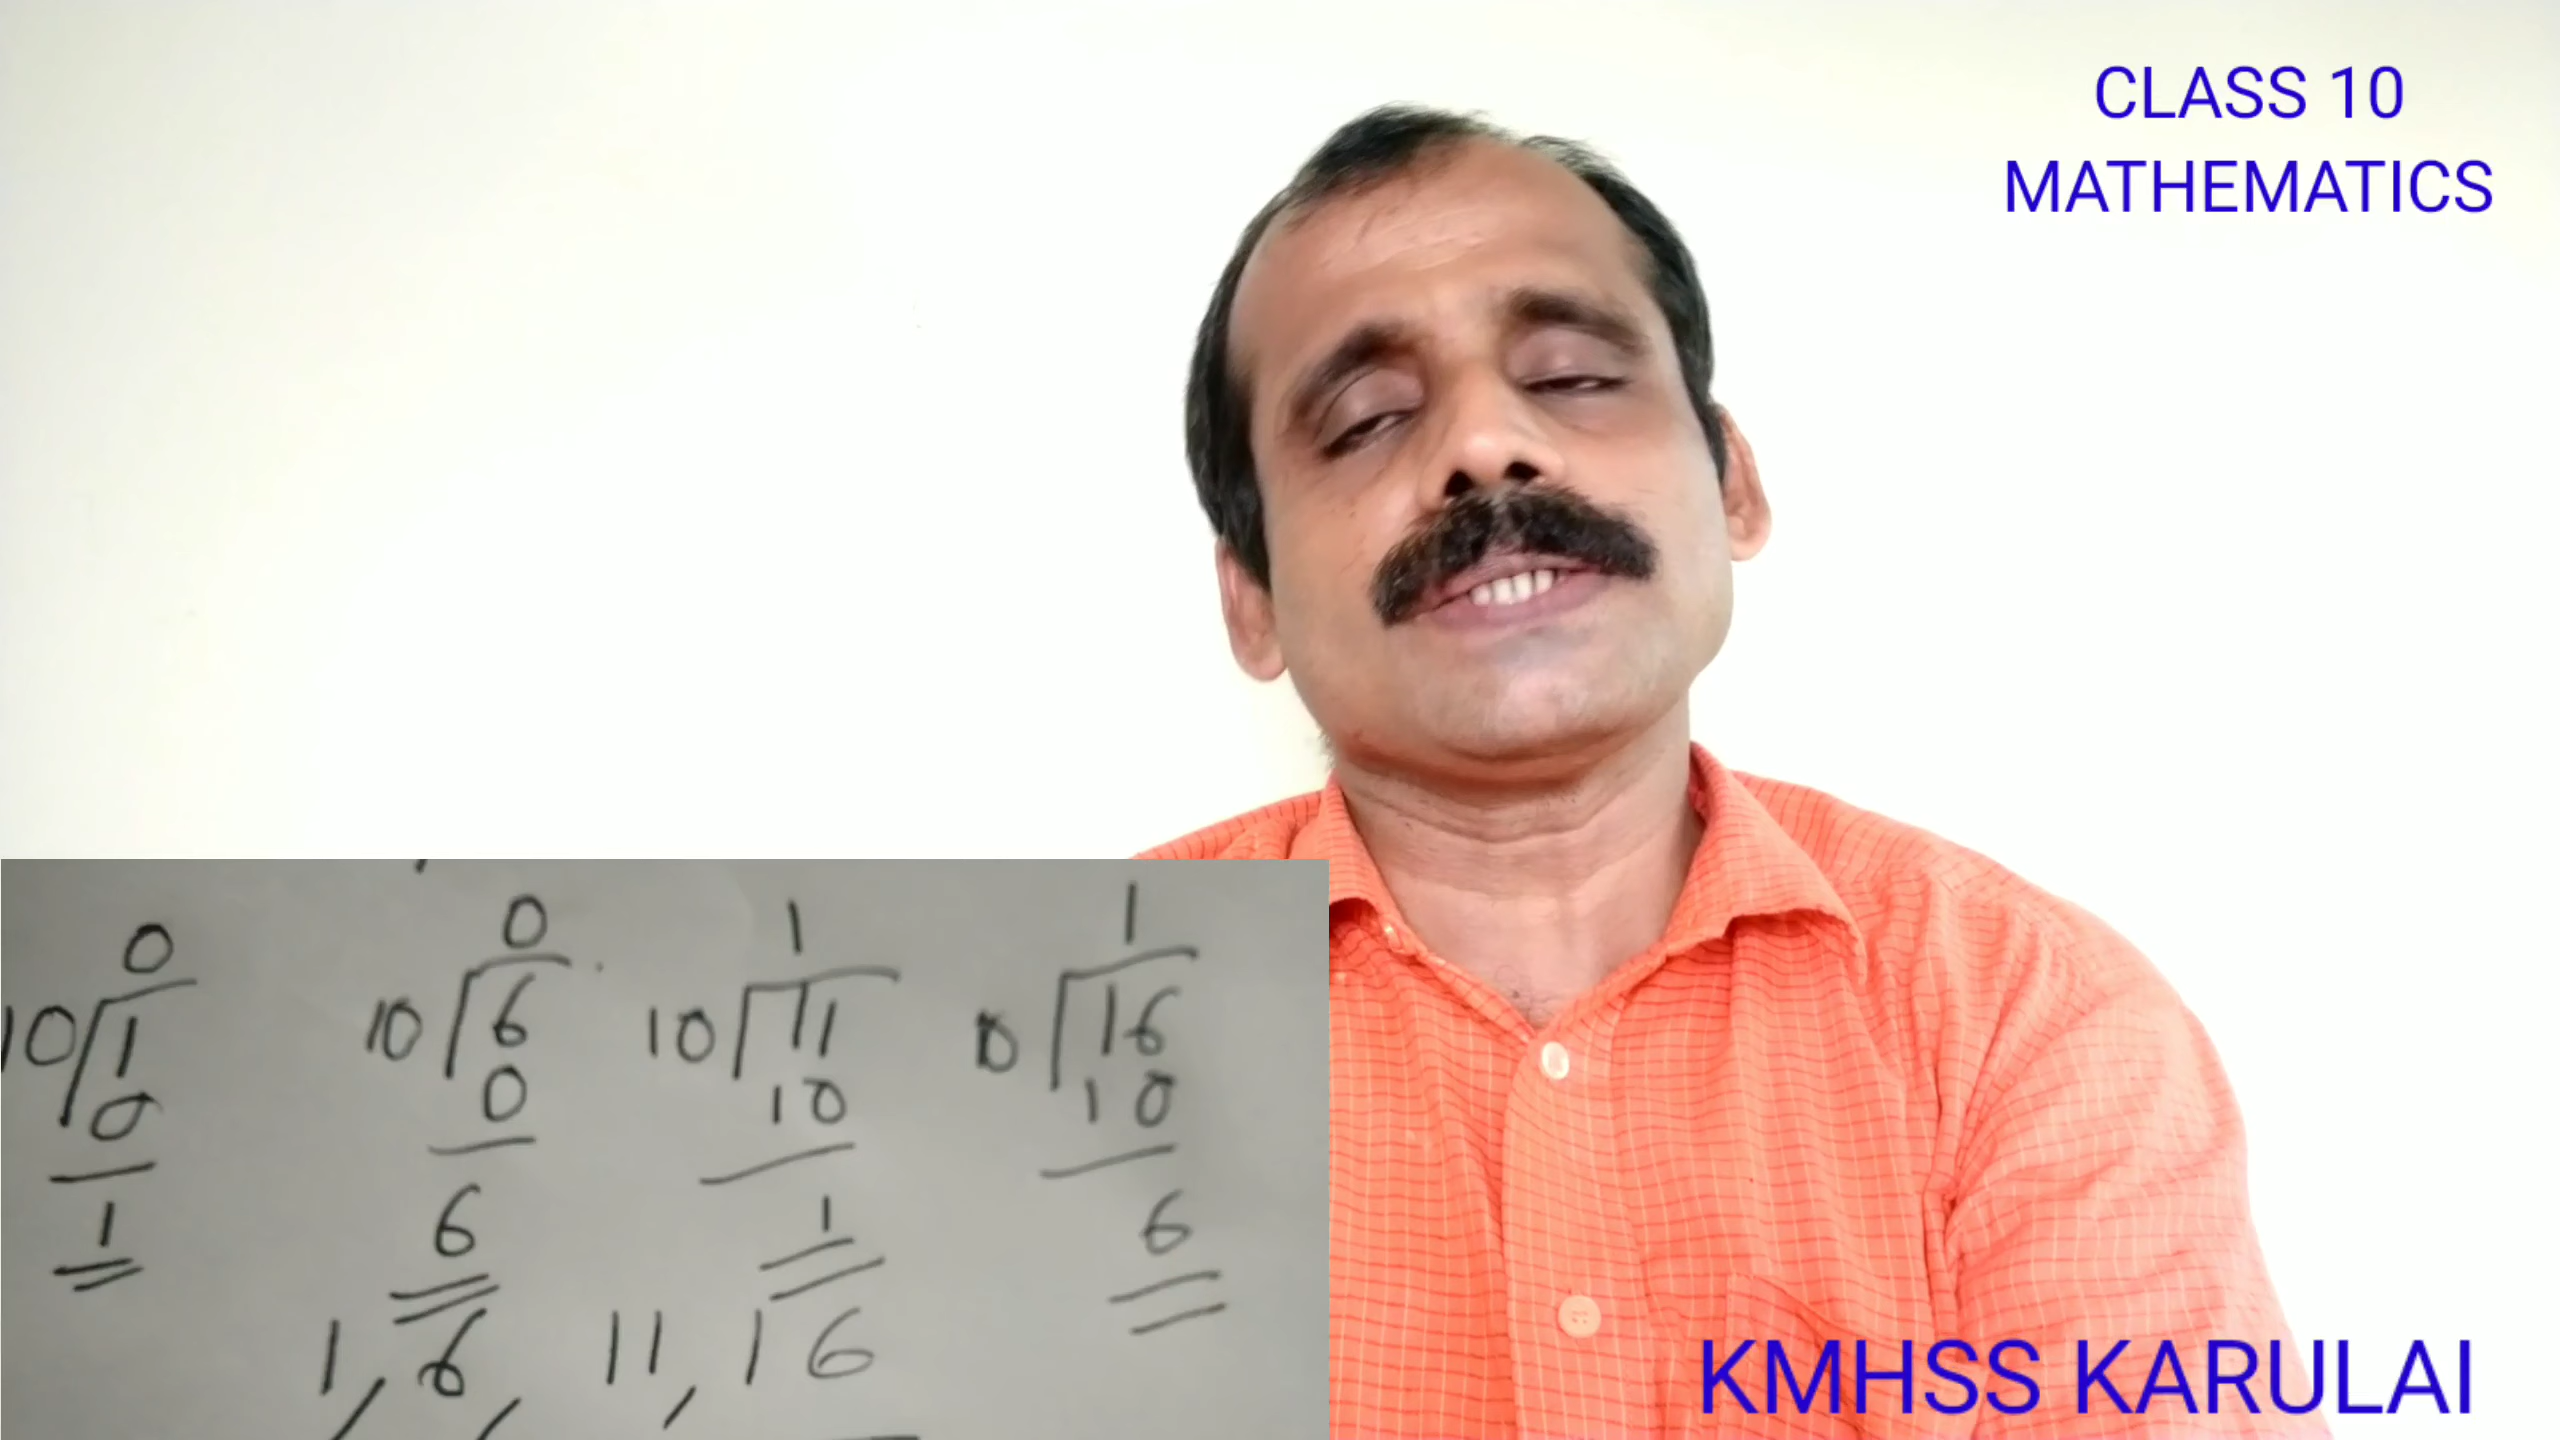 CLASS 10
MATHEMATICS
0 0 1 1
10 1 10 6 10 11 10 16
0 0 10 10
1 6 1 6
1, 6, 11, 16
KMHSS KARULAI